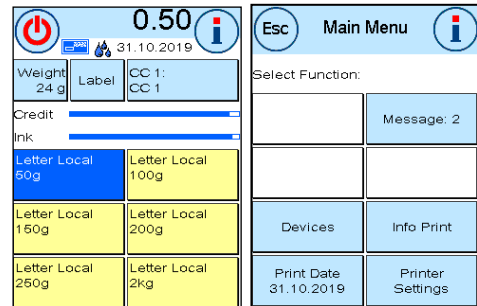 0.50
31.10.2019
i
Weight
24 g
Label
CC 1:
CC 1
Credit
Ink
Letter Local
50g
Letter Local
100g
Letter Local
150g
Letter Local
200g
Letter Local
250g
Letter Local
2kg
Esc
Main Menu
i
Select Function:
Message: 2
Devices
Info Print
Print Date
31.10.2019
Printer
Settings